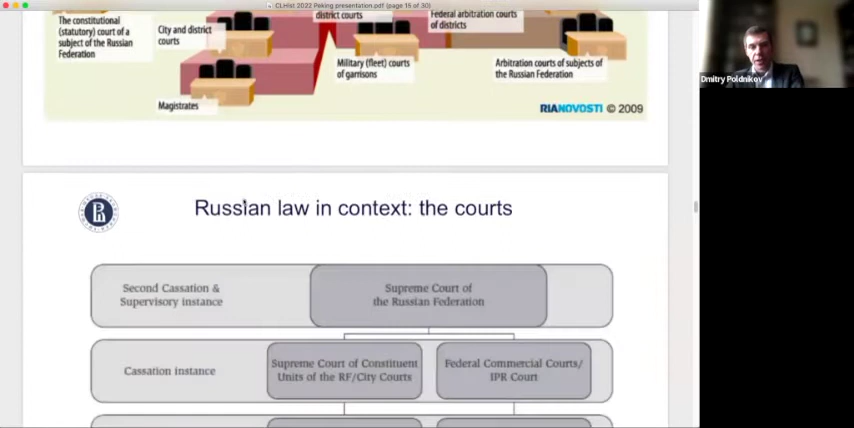 CLHist 2022 Peking presentation.pdf (page 15 of 30)
The constitutional
(statutory) court of a
subject of the Russian
Federation
City and district
courts
district courts
Federal arbitration courts
of districts
Military (fleet) courts
of garrisons
Arbitration courts of subjects of
the Russian Federation
Magistrates
RIANOVOSTI © 2009
Dmitry Poldnikov
Russian law in context: the courts
Second Cassation &
Supervisory instance
Supreme Court of
the Russian Federation
Cassation instance
Supreme Court of Constituent
Units of the RF/City Courts
Federal Commercial Courts/
IPR Court